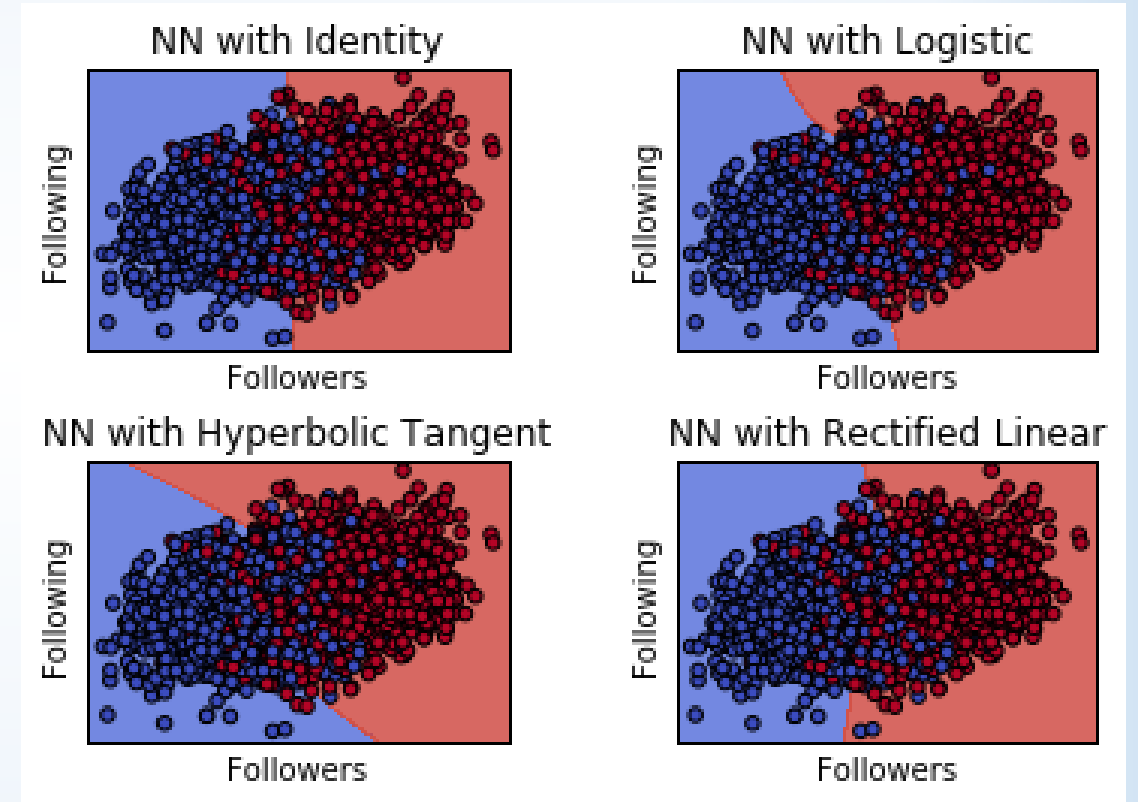 NN with Identity
NN with Logistic
Following
Following
Followers
Followers
NN with Hyperbolic Tangent
NN with Rectified Linear
Following
Following
Followers
Followers